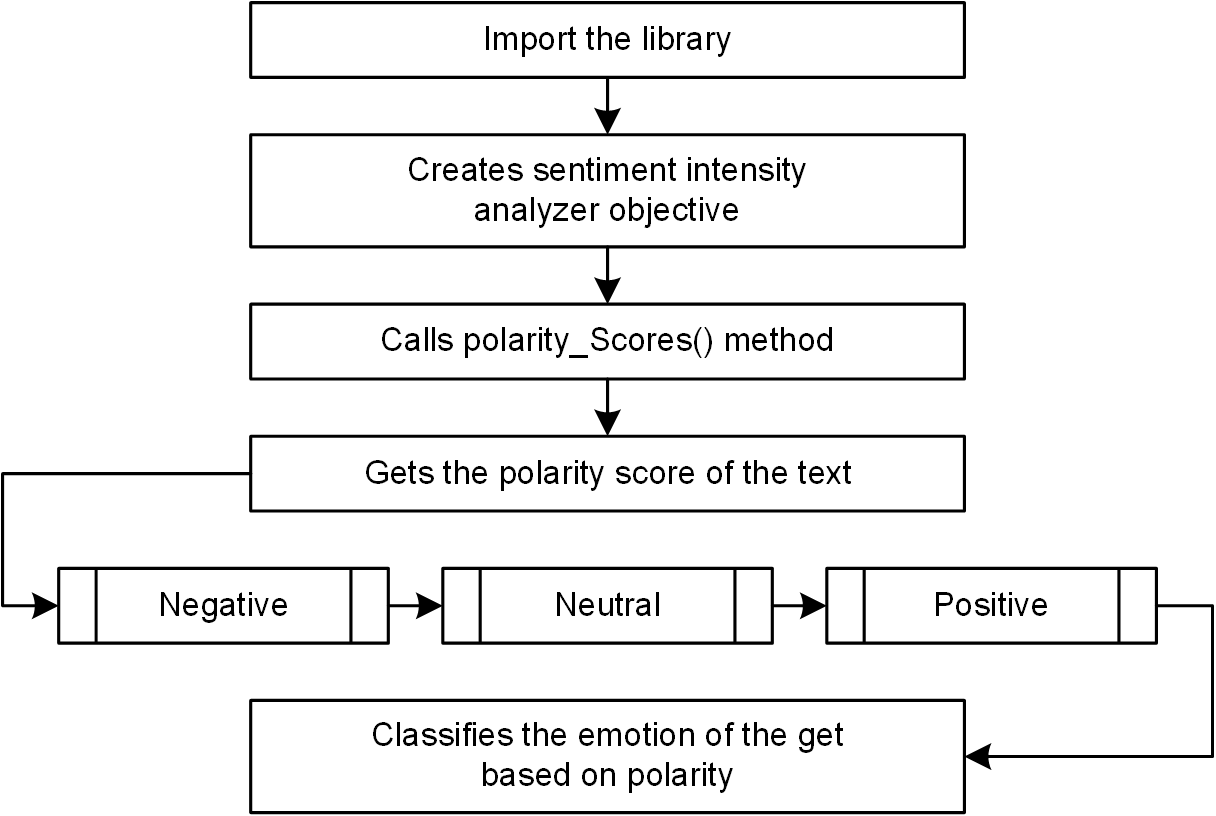 Import the library
Creates sentiment intensity
analyzer objective
Calls polarity_Scores() method
Gets the polarity score of the text
Negative
Neutral
Positive
Classifies the emotion of the get
based on polarity